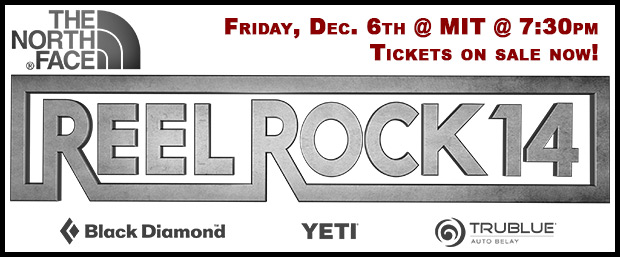 THE
NORTH
FACE®
FRIDAY, DEC. 6TH @ MIT @ 7:30PM
TICKETS ON SALE NOW!
REEL ROCK 14
Black Diamond™
YETI®
TRUBLUE®
AUTO BELAY